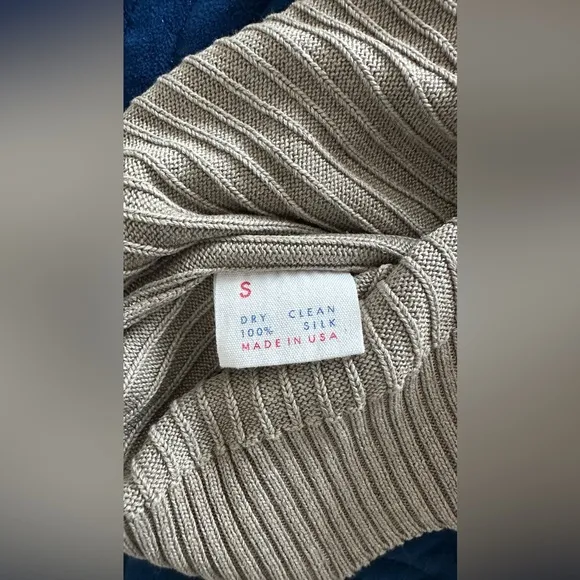 S
DRY CLEAN
100% SILK
MADE IN USA